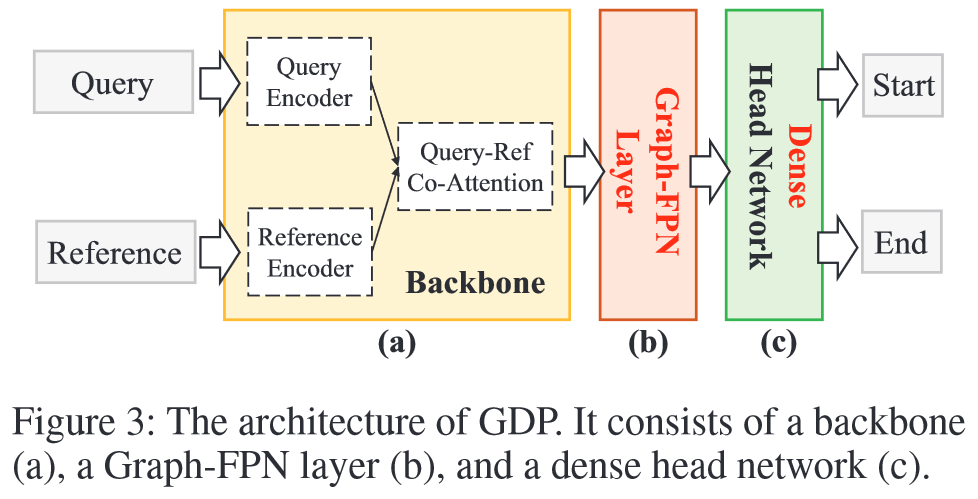 Query
Reference
Query
Encoder
Reference
Encoder
Query-Ref
Co-Attention
Backbone
Graph-FPN
Layer
Dense
Head Network
Start
End
(a)
(b)
(c)
Figure 3: The architecture of GDP. It consists of a backbone
(a), a Graph-FPN layer (b), and a dense head network (c).